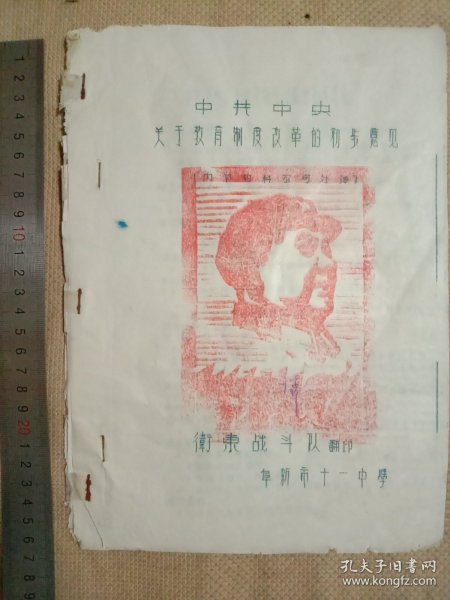 中共中央
关于教育制度改革的初步意见
衛東战斗队翻印
阜新市十一中學
10
20
孔夫子旧书网
www.kongfz.com